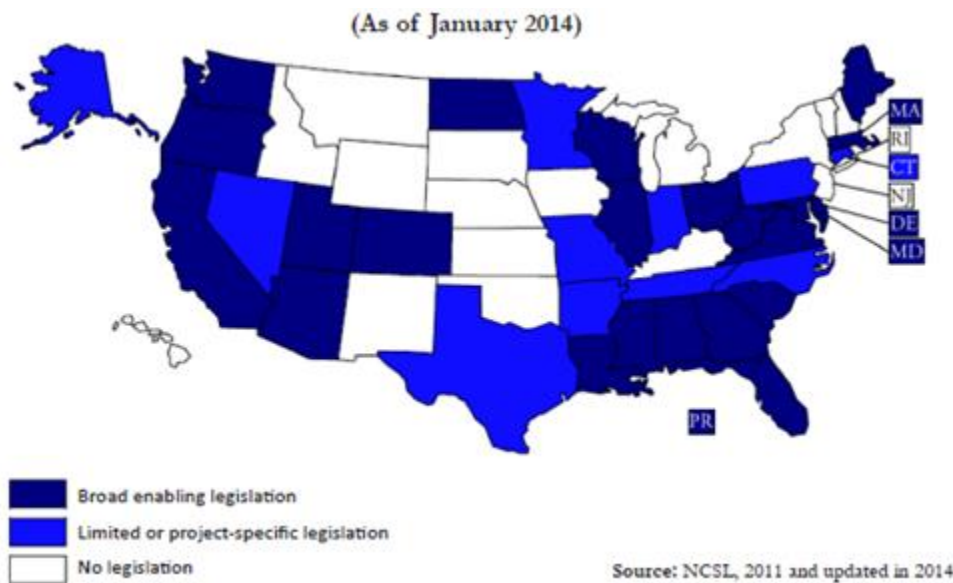 (As of January 2014)
MA
RI
CT
NJ
DE
MD
PR
Broad enabling legislation
Limited or project-specific legislation
No legislation
Source: NCSL, 2011 and updated in 2014